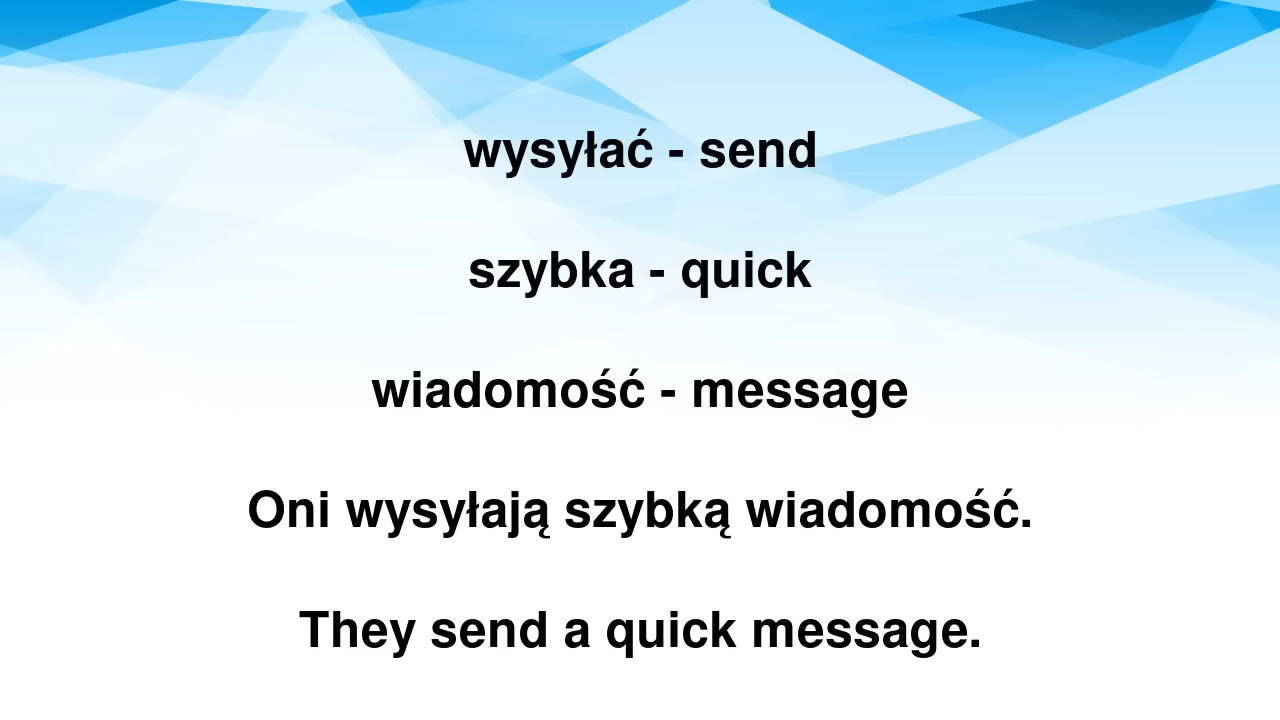 wysyłać - send
szybka - quick
wiadomość - message
Oni wysyłają szybką wiadomość.
They send a quick message.